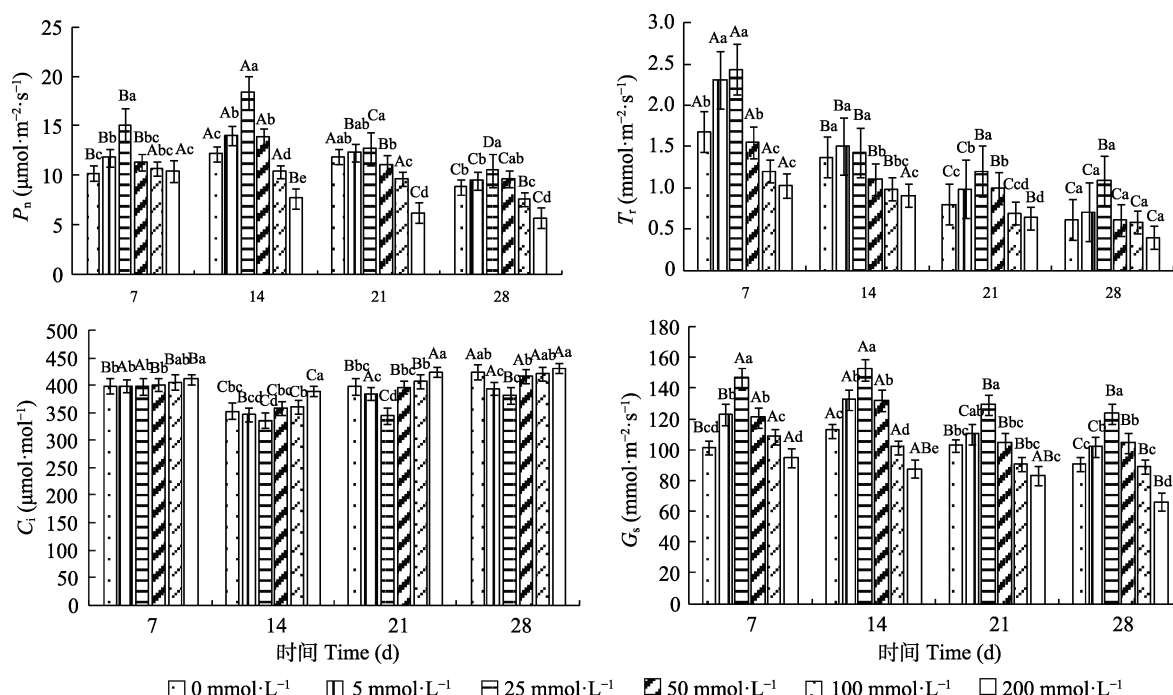 25
20
15
10
5
0
Pn (μmol·m⁻²·s⁻¹)
Bc Bb Ba Bbc Abc Ac
Ac Ab Aa Ab Ad Be
Aab Bab Ca Bb Ac Cd
Cb Cb Da Cab Bc Cd
7 14 21 28
3.0
2.5
2.0
1.5
1.0
0.5
0
Tr (mmol·m⁻²·s⁻¹)
Ab Aa Aa Ab Ac Ac
Ba Ba Ba Bb Bbc Ac
Cc Cb Ba Bb Ccd Bd
Ca Ca Ba Ca Ca Ca
7 14 21 28
500
450
400
350
300
250
200
150
100
50
0
Ci (μmol·mol⁻¹)
Bb Ab Ab Bb Bab Ba
Cbc Bcd Cd Cbc Cb Ca
Bbc Ac Cd Bbc Bb Aa
Aab Ac Bc Ab Aab Aa
7 14 21 28
时间 Time (d)
180
160
140
120
100
80
60
40
20
0
Gs (mmol·m⁻²·s⁻¹)
Bcd Bb Aa Ab Ac Ad
Ac Ab Aa Ab Ad ABe
Bbc Cab Ba Bbc Bbc ABc
Cc Cb Ba Bb Bc Bd
7 14 21 28
时间 Time (d)
0 mmol·L⁻¹ 5 mmol·L⁻¹ 25 mmol·L⁻¹ 50 mmol·L⁻¹ 100 mmol·L⁻¹ 200 mmol·L⁻¹